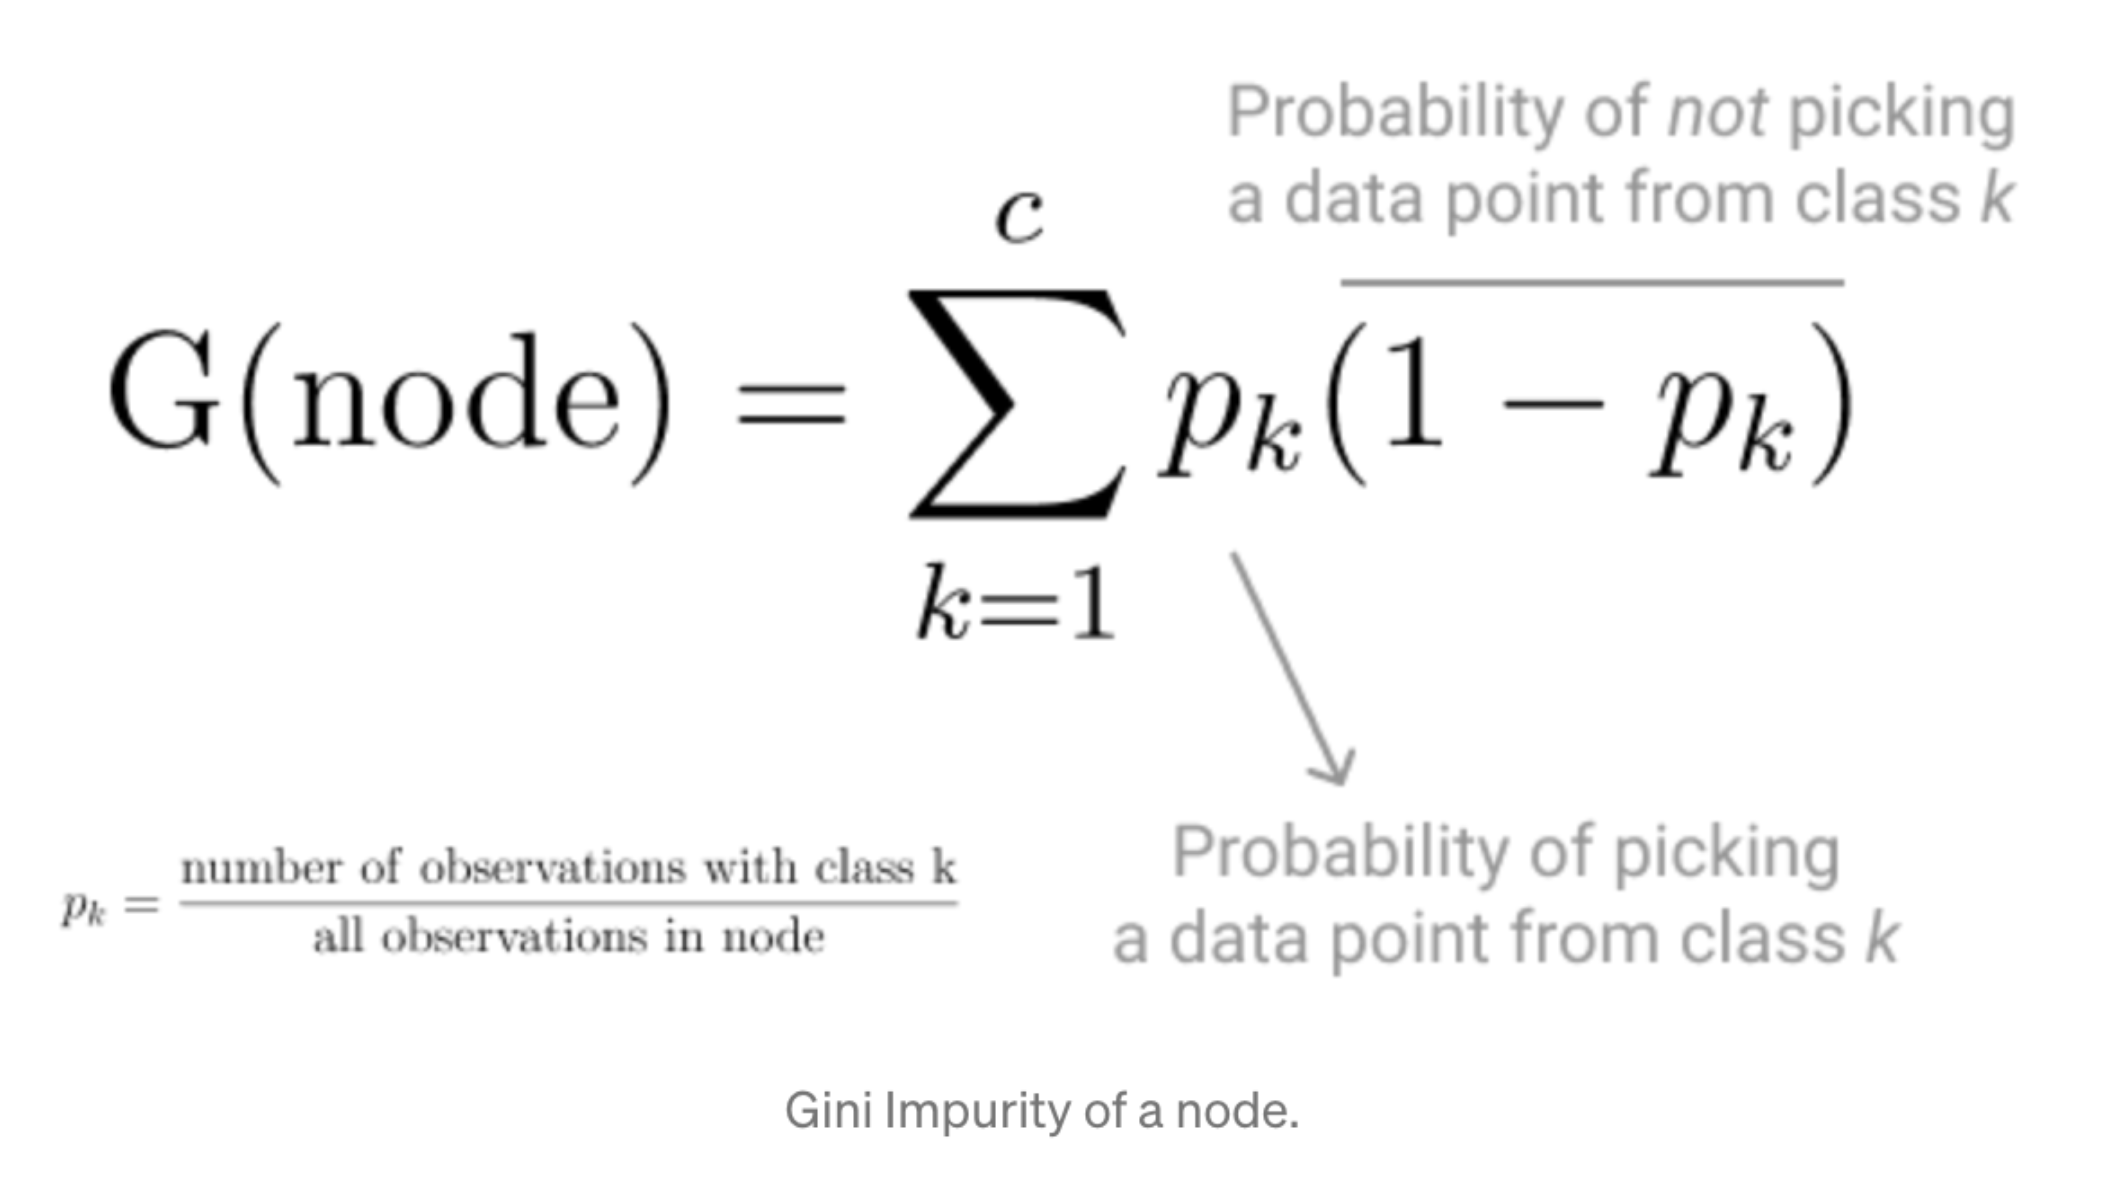 Probability of not picking
a data point from class k
G(node) = ∑ p_k(1 − p_k)
c
k=1
p_k = number of observations with class k
all observations in node
Probability of picking
a data point from class k
Gini Impurity of a node.